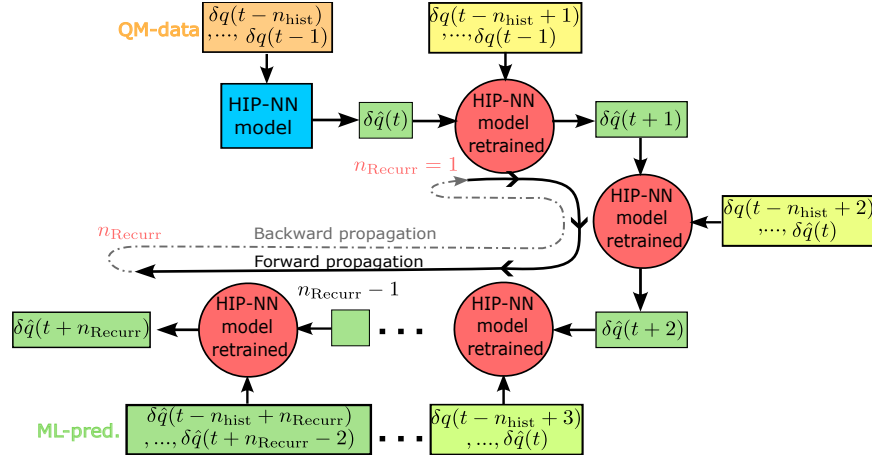 QM-data
δq(t − n_hist)
,..., δq(t − 1)
δq(t − n_hist + 1)
,..., δq(t − 1)
HIP-NN
model
δq̂(t)
HIP-NN
model
retrained
δq̂(t + 1)
n_Recurr = 1
HIP-NN
model
retrained
δq(t − n_hist + 2)
,..., δq̂(t)
n_Recurr
Backward propagation
Forward propagation
n_Recurr − 1
δq̂(t + n_Recurr)
HIP-NN
model
retrained
...
HIP-NN
model
retrained
δq̂(t + 2)
ML-pred.
δq̂(t − n_hist + n_Recurr)
, ..., δq̂(t + n_Recurr − 2)
...
δq(t − n_hist + 3)
, ..., δq̂(t)